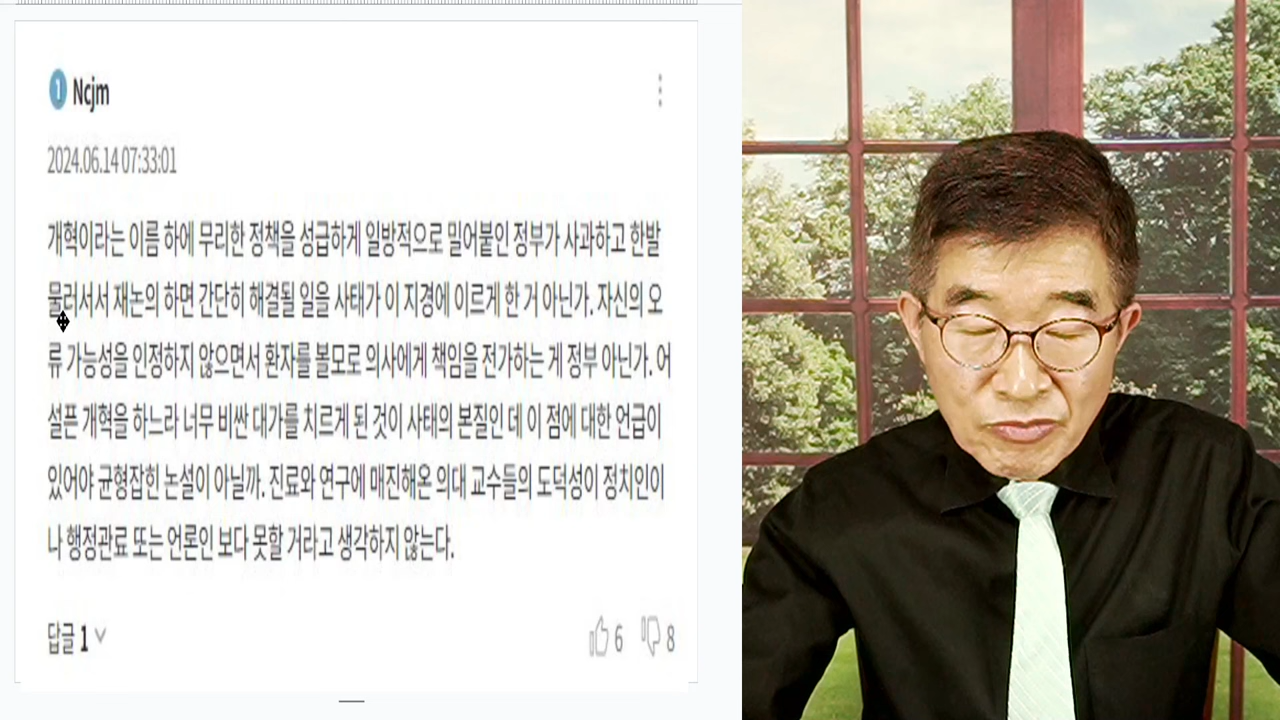 1 Ncjm
2024.06.14 07:33:01
개혁이라는 이름 하에 무리한 정책을 성급하게 일방적으로 밀어붙인 정부가 사과하고 한발
물러서서 재논의 하면 간단히 해결될 일을 사태가 이 지경에 이르게 한 거 아닌가. 자신의 오
류 가능성을 인정하지 않으면서 환자를 볼모로 의사에게 책임을 전가하는 게 정부 아닌가. 어
설픈 개혁을 하느라 너무 비싼 대가를 치르게 된 것이 사태의 본질인 데 이 점에 대한 언급이
있어야 균형잡힌 논설이 아닐까. 진료와 연구에 매진해온 의대 교수들의 도덕성이 정치인이
나 행정관료 또는 언론인 보다 못할 거라고 생각하지 않는다.
답글 1
6 8